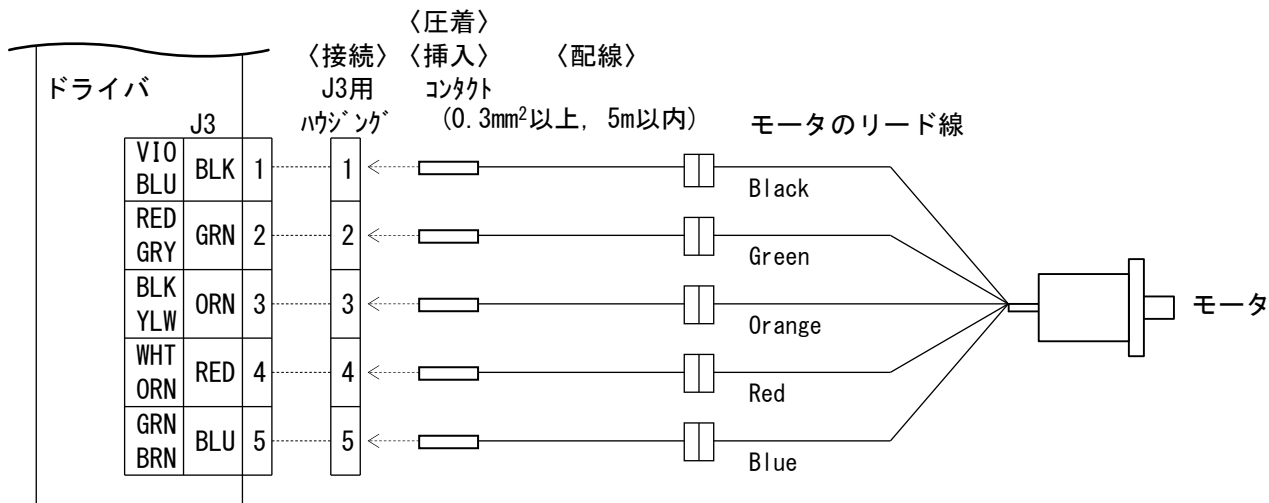 〈圧着〉
〈接続〉 〈挿入〉 〈配線〉
ドライバ J3用 ｺﾝﾀｸﾄ
J3 ﾊｳｼﾞﾝｸﾞ (0.3mm²以上, 5m以内) モータのリード線
VIO
BLU BLK 1 1 Black
RED
GRY GRN 2 2 Green
BLK
YLW ORN 3 3 Orange
モータ
WHT
ORN RED 4 4 Red
GRN
BRN BLU 5 5 Blue